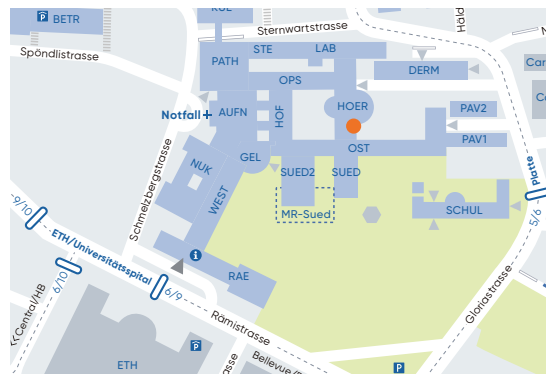 P BETR
Sternwartstrasse
Spöndlistrasse
STE
LAB
PATH
OPS
DERM
HOER
PAV2
Notfall
AUFN
HOF
PAV1
OST
GEL
NUK
SUED2
SUED
Platte
5/6
WEST
MR-Sued
SCHUL
Schmelzbergstrasse
9/10
ETH/Universitätsspital
i
6/10
6/9
RAE
Gloriastrasse
Central/HB
Rämistrasse
P
ETH
Bellevue
P